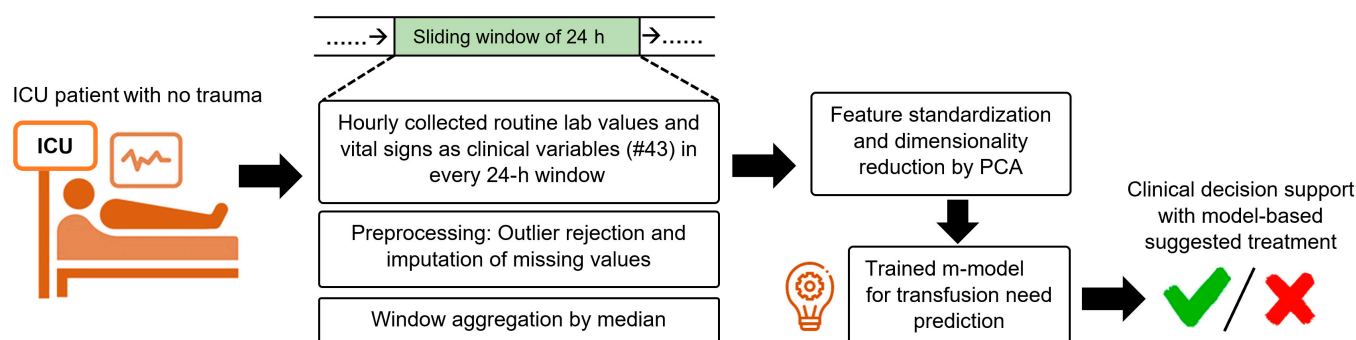 ......→ Sliding window of 24 h →......
ICU patient with no trauma
ICU
Hourly collected routine lab values and
vital signs as clinical variables (#43) in
every 24-h window
Preprocessing: Outlier rejection and
imputation of missing values
Window aggregation by median
Feature standardization
and dimensionality
reduction by PCA
Trained m-model
for transfusion need
prediction
Clinical decision support
with model-based
suggested treatment